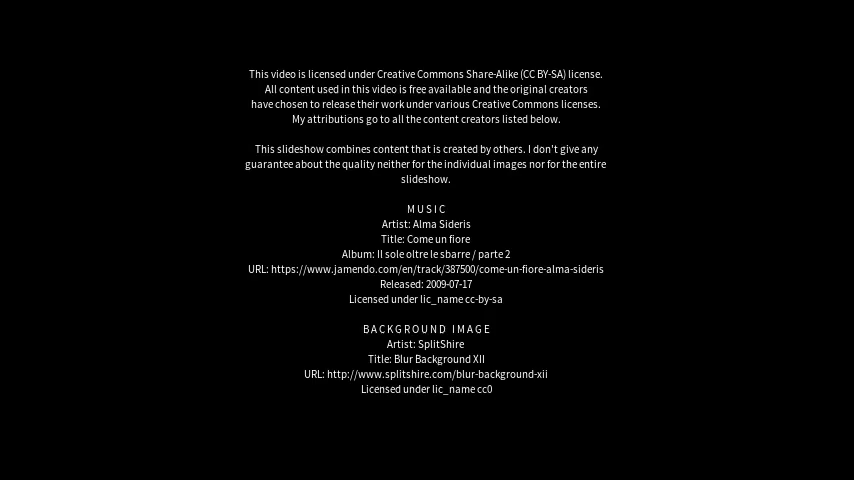 This video is licensed under Creative Commons Share-Alike (CC BY-SA) license.
All content used in this video is free available and the original creators
have chosen to release their work under various Creative Commons licenses.
My attributions go to all the content creators listed below.
This slideshow combines content that is created by others. I don't give any
guarantee about the quality neither for the individual images nor for the entire
slideshow.
MUSIC
Artist: Alma Sideris
Title: Come un fiore
Album: Il sole oltre le sbarre / parte 2
URL: https://www.jamendo.com/en/track/387500/come-un-fiore-alma-sideris
Released: 2009-07-17
Licensed under lic_name cc-by-sa
BACKGROUND IMAGE
Artist: SplitShire
Title: Blur Background XII
URL: http://www.splitshire.com/blur-background-xii
Licensed under lic_name cc0